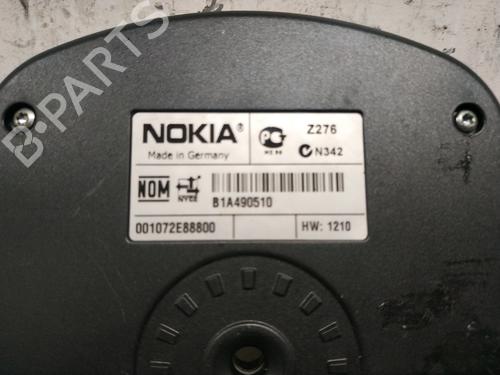 NOKIA®
Made in Germany
Z276
N342
NOM
NYCE
B1A490510
001072E88800
HW: 1210
B-PARTS